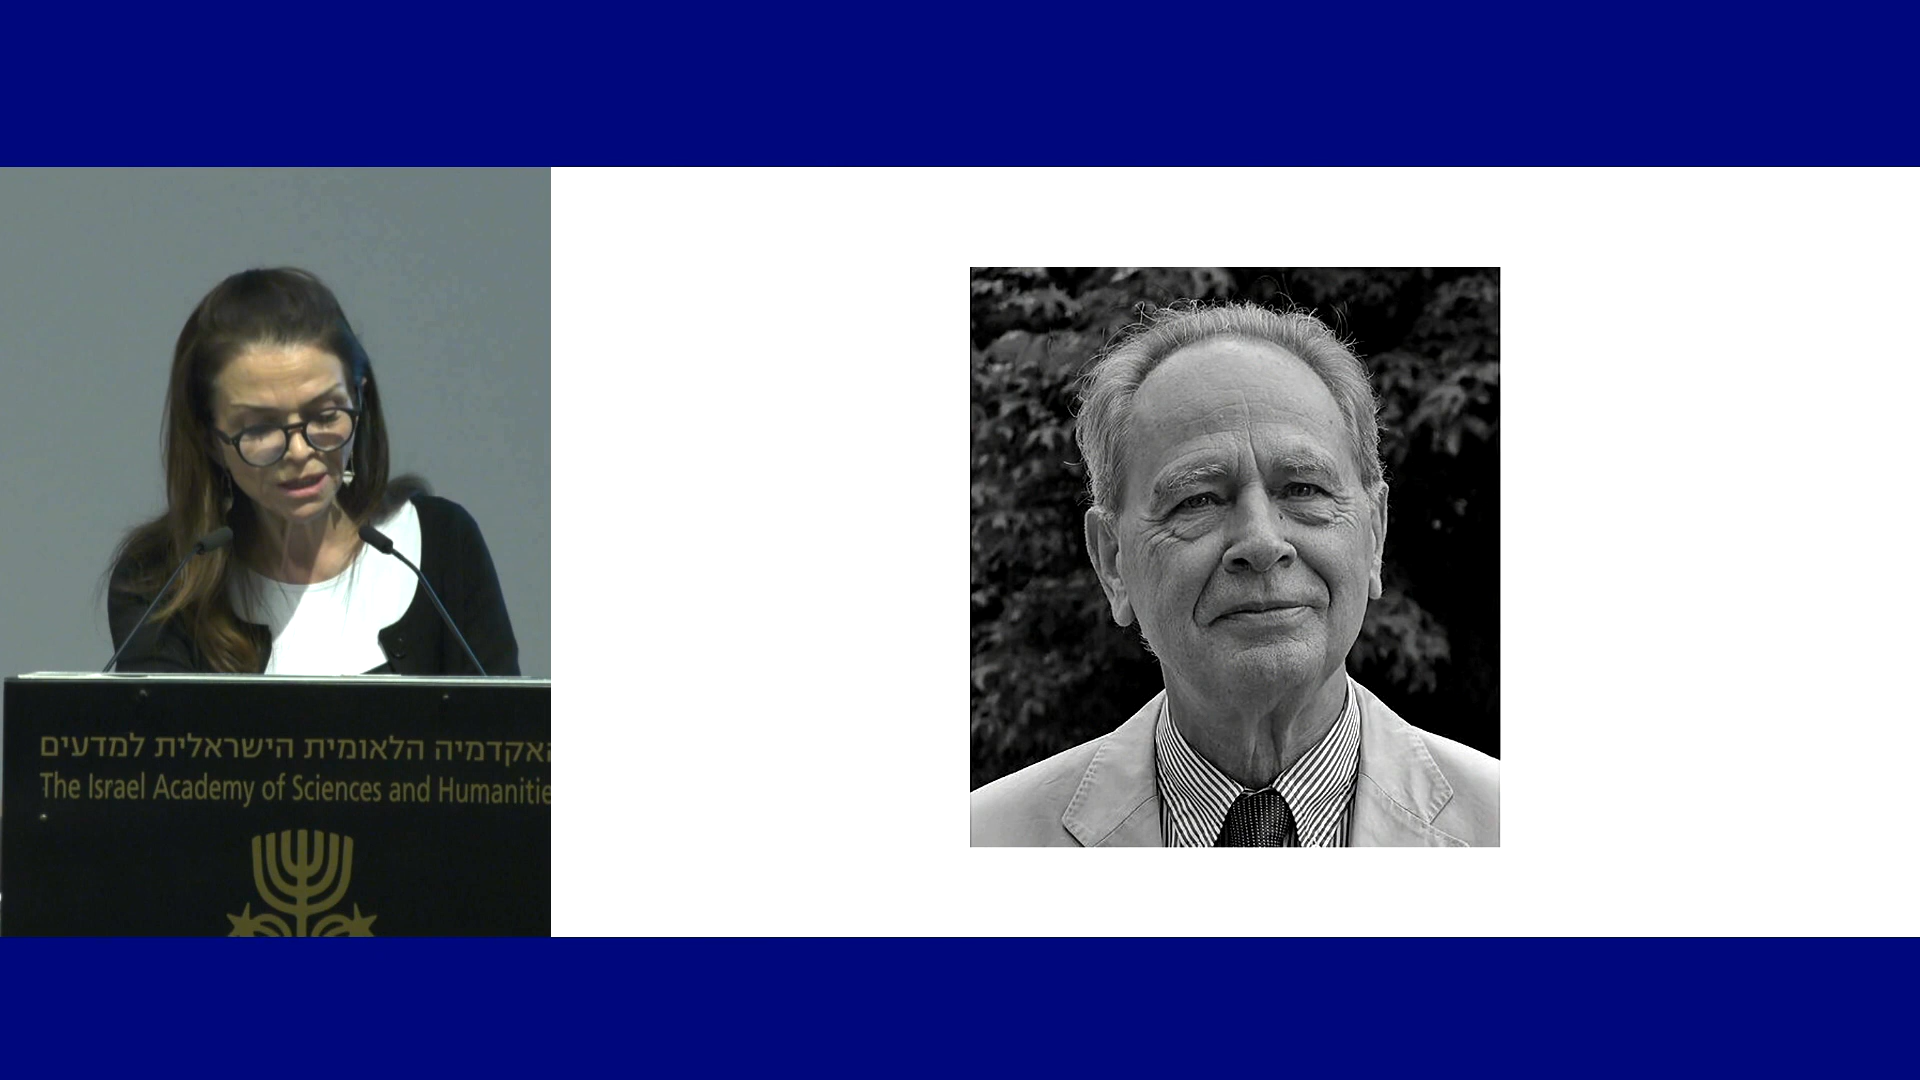 האקדמיה הלאומית הישראלית למדעים
The Israel Academy of Sciences and Humanitie